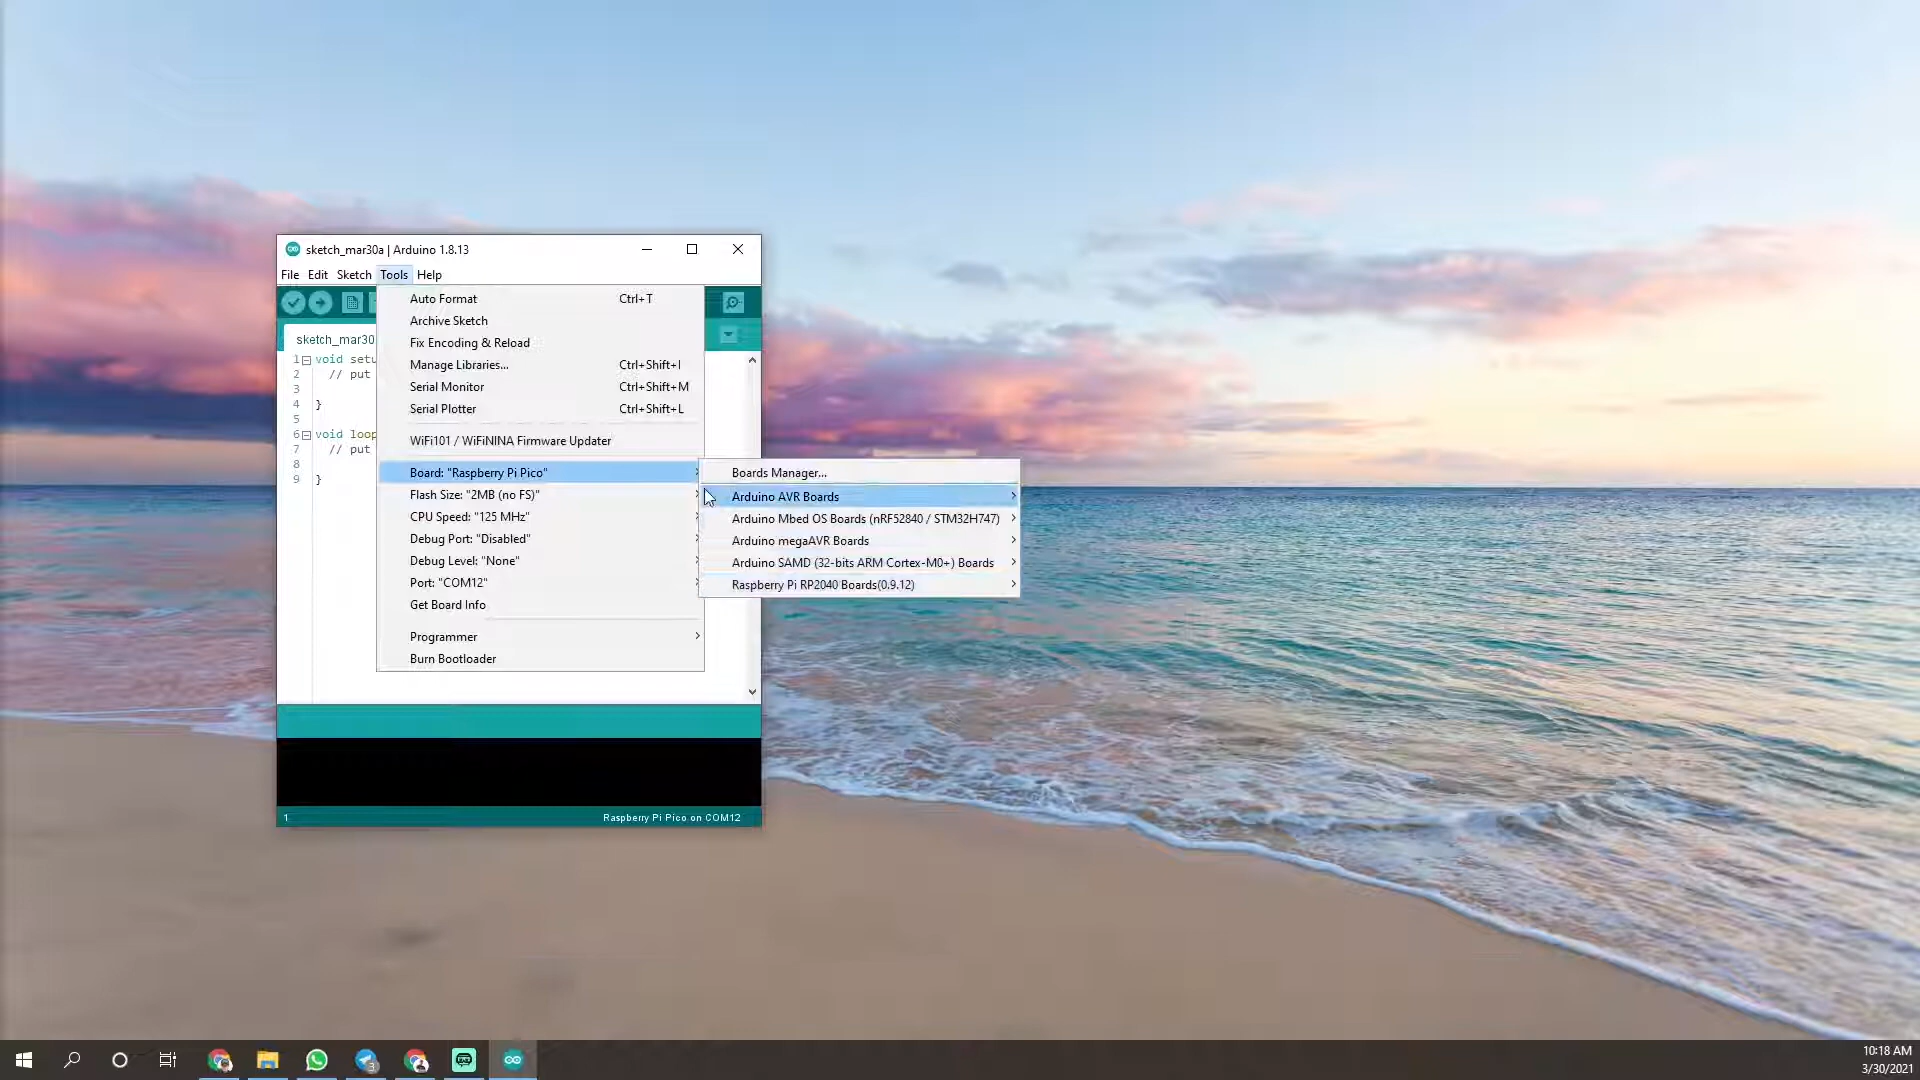 sketch_mar30a | Arduino 1.8.13
File Edit Sketch Tools Help
Auto Format Ctrl+T
Archive Sketch
Fix Encoding & Reload
Manage Libraries... Ctrl+Shift+I
Serial Monitor Ctrl+Shift+M
Serial Plotter Ctrl+Shift+L
WiFi101 / WiFiNINA Firmware Updater
Board: "Raspberry Pi Pico"
Flash Size: "2MB (no FS)"
CPU Speed: "125 MHz"
Debug Port: "Disabled"
Debug Level: "None"
Port: "COM12"
Get Board Info
Programmer
Burn Bootloader
Boards Manager...
Arduino AVR Boards
Arduino Mbed OS Boards (nRF52840 / STM32H747)
Arduino megaAVR Boards
Arduino SAMD (32-bits ARM Cortex-M0+) Boards
Raspberry Pi RP2040 Boards(0.9.12)
sketch_mar30
1 void setu
2 // put
3
4 }
5
6 void loop
7 // put
8
9 }
1 Raspberry Pi Pico on COM12
3
10:18 AM
3/30/2021